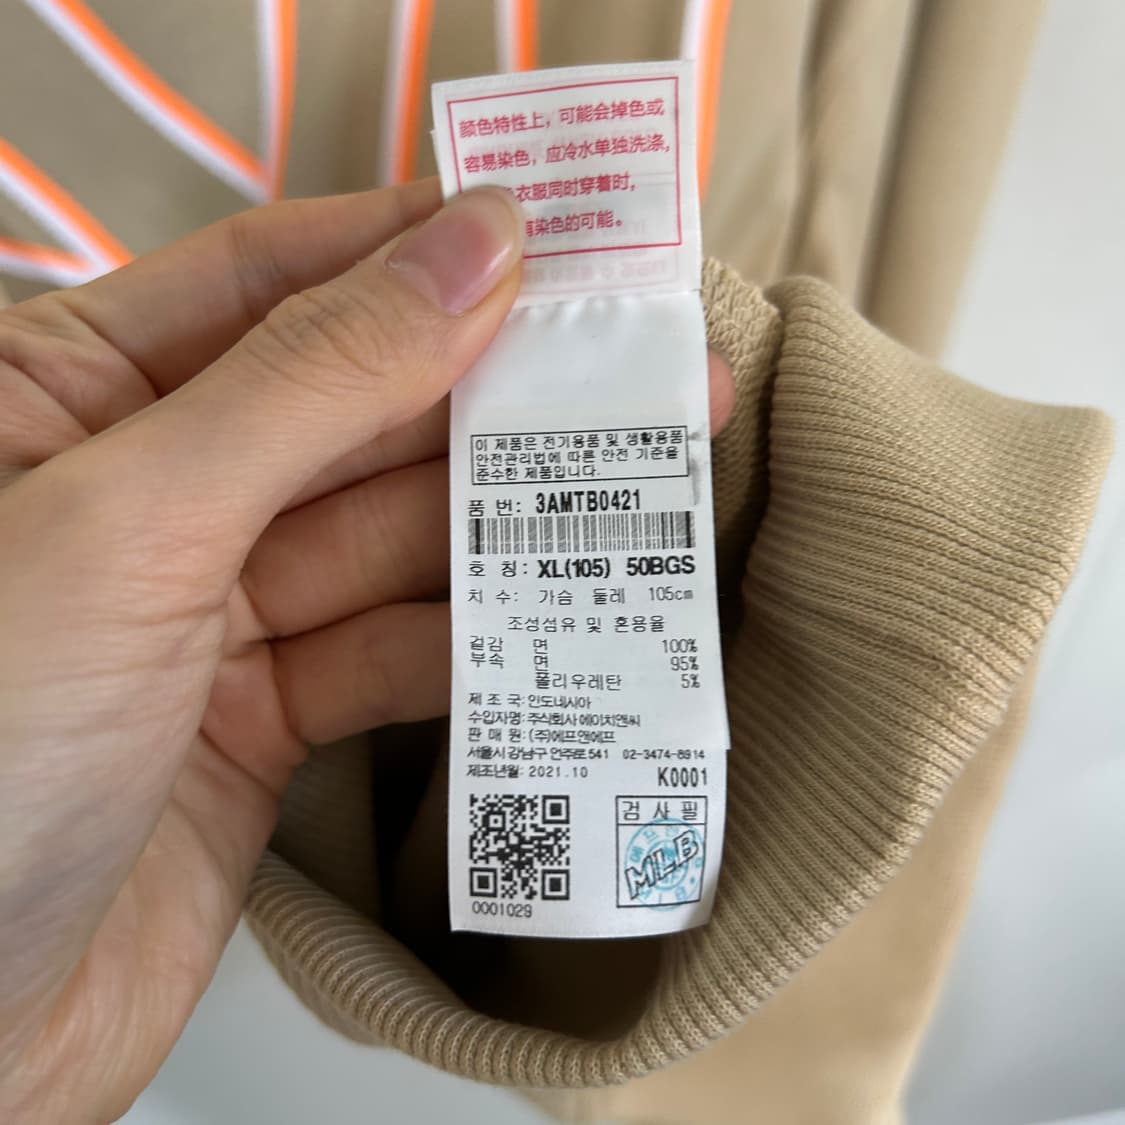 颜色特性上，可能会掉色或
容易染色，应冷水单独洗涤，
衣服同时穿着时，
染色的可能。
이 제품은 전기용품 및 생활용품
안전관리법에 따른 안전 기준을
준수한 제품입니다.
품 번: 3AMTB0421
호 칭: XL(105) 50BGS
치 수: 가슴 둘레 105cm
조성섬유 및 혼용율
겉감 면 100%
부속 면 95%
폴리우레탄 5%
제 조 국: 인도네시아
수입자명: 주식회사 에이치앤씨
판 매 원: (주)에프앤에프
서울시 강남구 언주로 541 02-3474-8914
제조년월: 2021.10 K0001
검 사 필
MLB
0001029